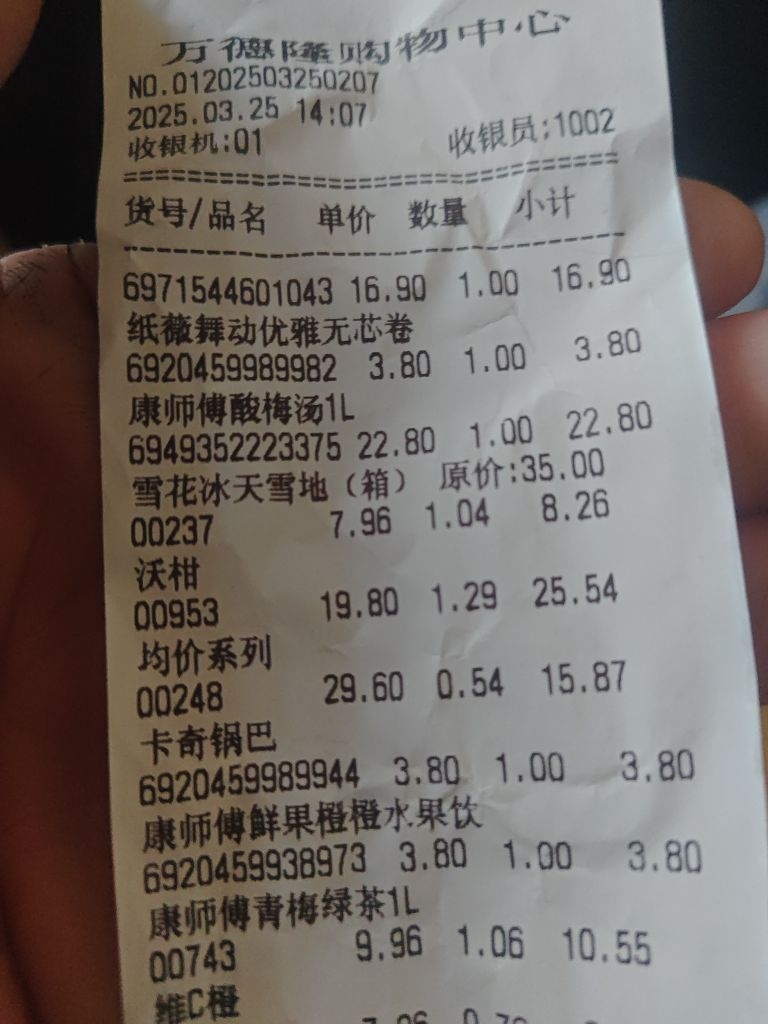 万德隆购物中心
NO.01202503250207
2025.03.25 14:07
收银机:01 收银员:1002
==================================
货号/品名 单价 数量 小计
----------------------------------
6971544601043 16.90 1.00 16.90
纸薇舞动优雅无芯卷
6920459989982 3.80 1.00 3.80
康师傅酸梅汤1L
6949352223375 22.80 1.00 22.80
雪花冰天雪地（箱） 原价:35.00
00237 7.96 1.04 8.26
沃柑
00953 19.80 1.29 25.54
均价系列
00248 29.60 0.54 15.87
卡奇锅巴
6920459989944 3.80 1.00 3.80
康师傅鲜果橙橙水果饮
6920459938973 3.80 1.00 3.80
康师傅青梅绿茶1L
00743 9.96 1.06 10.55
维C橙